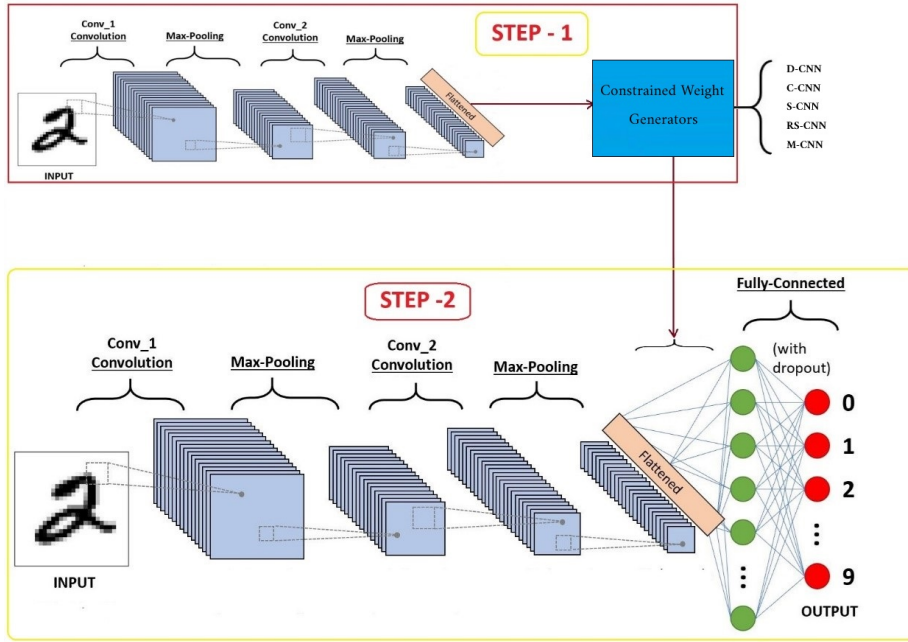 STEP - 1
Conv_1
Convolution
Max-Pooling
Conv_2
Convolution
Max-Pooling
Flattened
INPUT
Constrained Weight
Generators
D-CNN
C-CNN
S-CNN
RS-CNN
M-CNN
STEP -2
Fully-Connected
Conv_1
Convolution
Max-Pooling
Conv_2
Convolution
Max-Pooling
(with
dropout)
Flattened
INPUT
0
1
2
9
OUTPUT